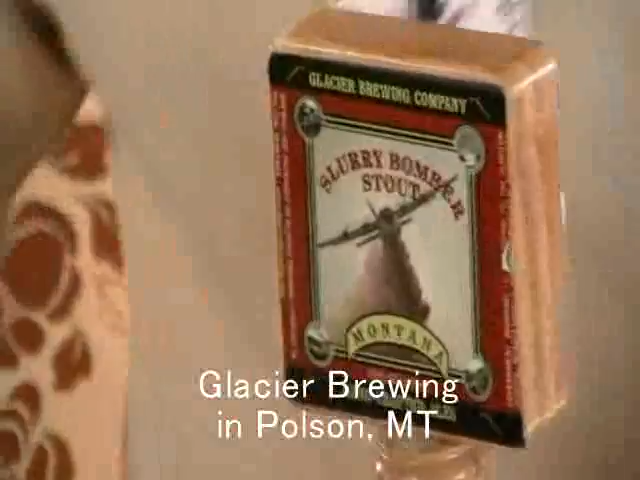 GLACIER BREWING COMPANY
SLURRY BOMBER
STOUT
MONTANA
Glacier Brewing
in Polson, MT